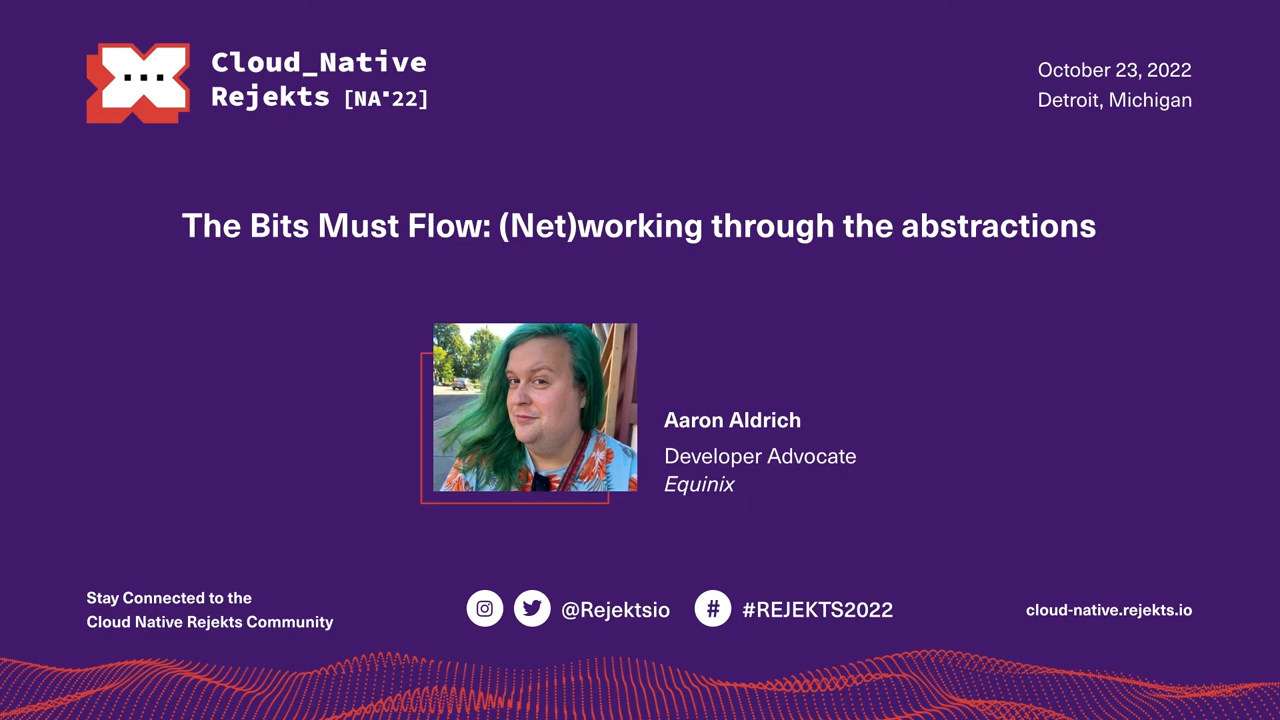 Cloud_Native
Rejekts [NA"22]
October 23, 2022
Detroit, Michigan
The Bits Must Flow: (Net)working through the abstractions
Aaron Aldrich
Developer Advocate
Equinix
Stay Connected to the
Cloud Native Rejekts Community
@Rejektsio
# #REJEKTS2022
cloud-native.rejekts.io